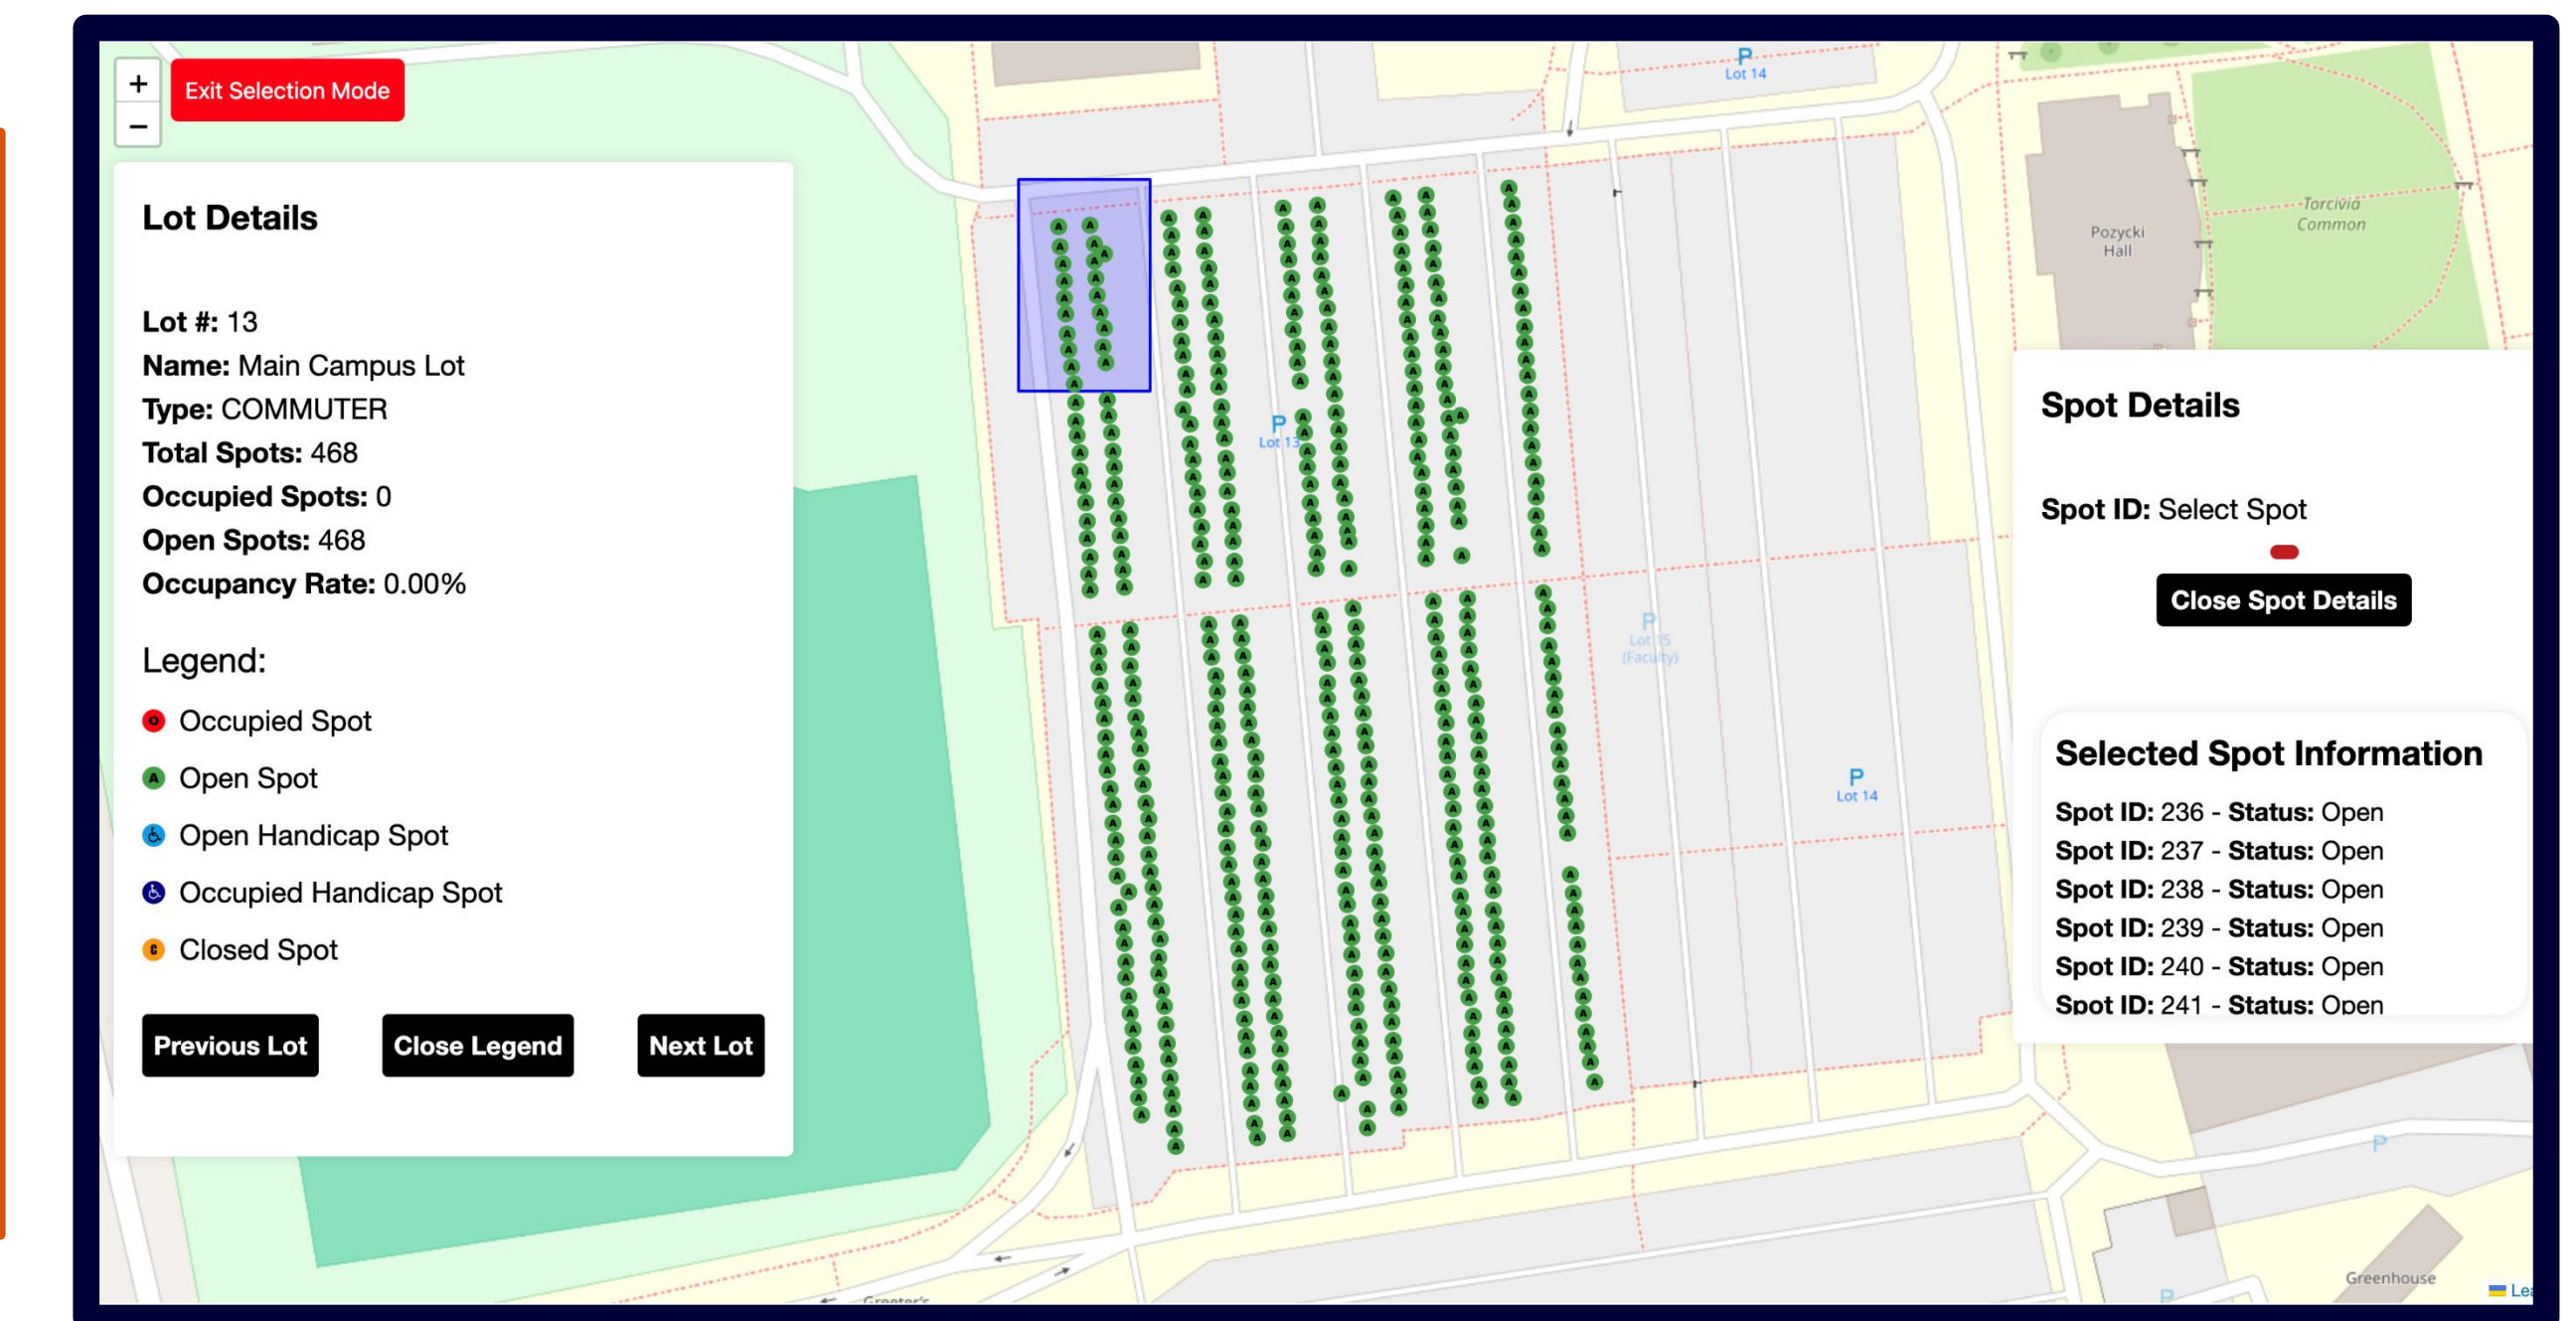 +
Exit Selection Mode
−
Lot Details
Lot #: 13
Name: Main Campus Lot
Type: COMMUTER
Total Spots: 468
Occupied Spots: 0
Open Spots: 468
Occupancy Rate: 0.00%
Legend:
O Occupied Spot
A Open Spot
Open Handicap Spot
Occupied Handicap Spot
C Closed Spot
Previous Lot
Close Legend
Next Lot
P
Lot 14
P
Lot 13
P
Lot 15
(Faculty)
P
Lot 14
Pozycki
Hall
Torcivia
Common
Spot Details
Spot ID: Select Spot
Close Spot Details
Selected Spot Information
Spot ID: 236 - Status: Open
Spot ID: 237 - Status: Open
Spot ID: 238 - Status: Open
Spot ID: 239 - Status: Open
Spot ID: 240 - Status: Open
Spot ID: 241 - Status: Open
P
P
Greenhouse